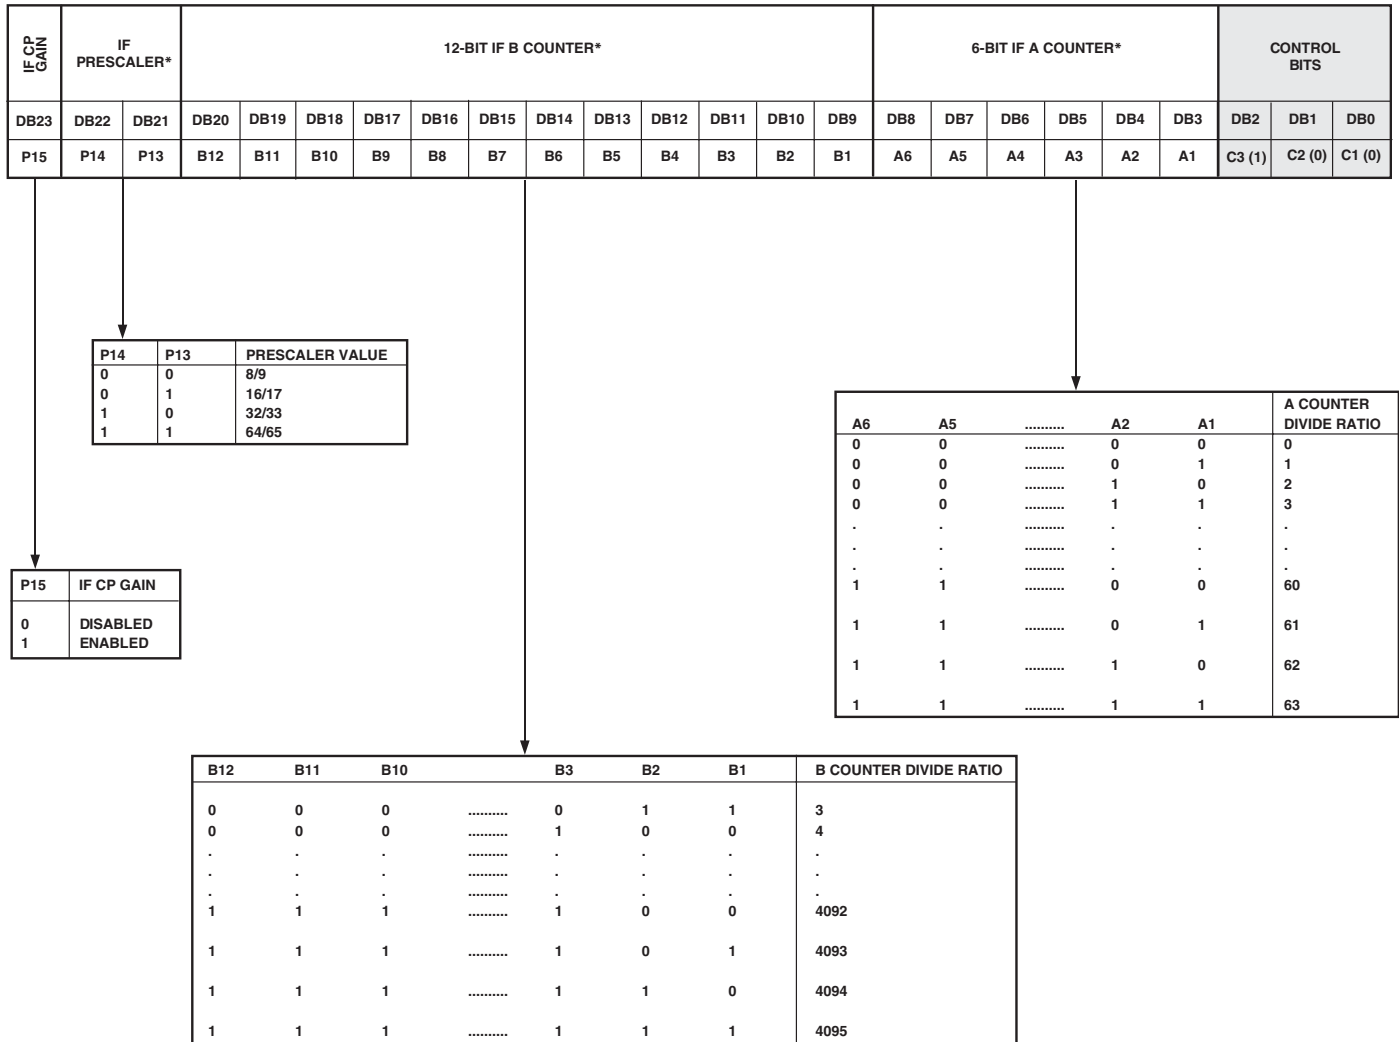 IF CP GAIN
IF PRESCALER*
12-BIT IF B COUNTER*
6-BIT IF A COUNTER*
CONTROL BITS
DB23 DB22 DB21 DB20 DB19 DB18 DB17 DB16 DB15 DB14 DB13 DB12 DB11 DB10 DB9 DB8 DB7 DB6 DB5 DB4 DB3 DB2 DB1 DB0
P15 P14 P13 B12 B11 B10 B9 B8 B7 B6 B5 B4 B3 B2 B1 A6 A5 A4 A3 A2 A1 C3 (1) C2 (0) C1 (0)
P14 P13 PRESCALER VALUE
0 0 8/9
0 1 16/17
1 0 32/33
1 1 64/65
A6 A5 .......... A2 A1 A COUNTER DIVIDE RATIO
0 0 .......... 0 0 0
0 0 .......... 0 1 1
0 0 .......... 1 0 2
0 0 .......... 1 1 3
. . .......... . . .
. . .......... . . .
. . .......... . . .
1 1 .......... 0 0 60
1 1 .......... 0 1 61
1 1 .......... 1 0 62
1 1 .......... 1 1 63
P15 IF CP GAIN
0 DISABLED
1 ENABLED
B12 B11 B10 B3 B2 B1 B COUNTER DIVIDE RATIO
0 0 0 .......... 0 1 1 3
0 0 0 .......... 1 0 0 4
. . . .......... . . . .
. . . .......... . . . .
. . . .......... . . . .
1 1 1 .......... 1 0 0 4092
1 1 1 .......... 1 0 1 4093
1 1 1 .......... 1 1 0 4094
1 1 1 .......... 1 1 1 4095